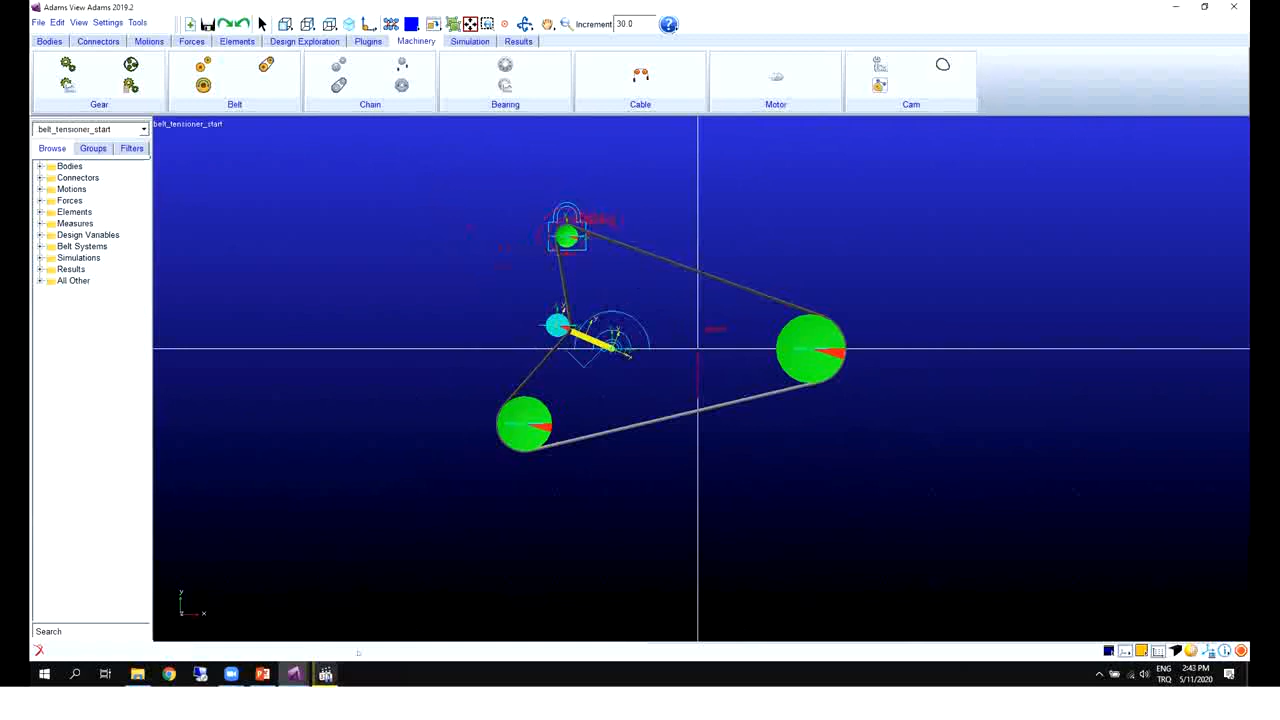 Adams View Adams 2019.2
File Edit View Settings Tools
Increment 30.0
Bodies Connectors Motions Forces Elements Design Exploration Plugins Machinery Simulation Results
Gear Belt Chain Bearing Cable Motor Cam
belt_tensioner_start
belt_tensioner_start
Browse Groups Filters
Bodies
Connectors
Motions
Forces
Elements
Measures
Design Variables
Belt Systems
Simulations
Results
All Other
y
x
Search
ENG
TRQ
2:43 PM
5/11/2020